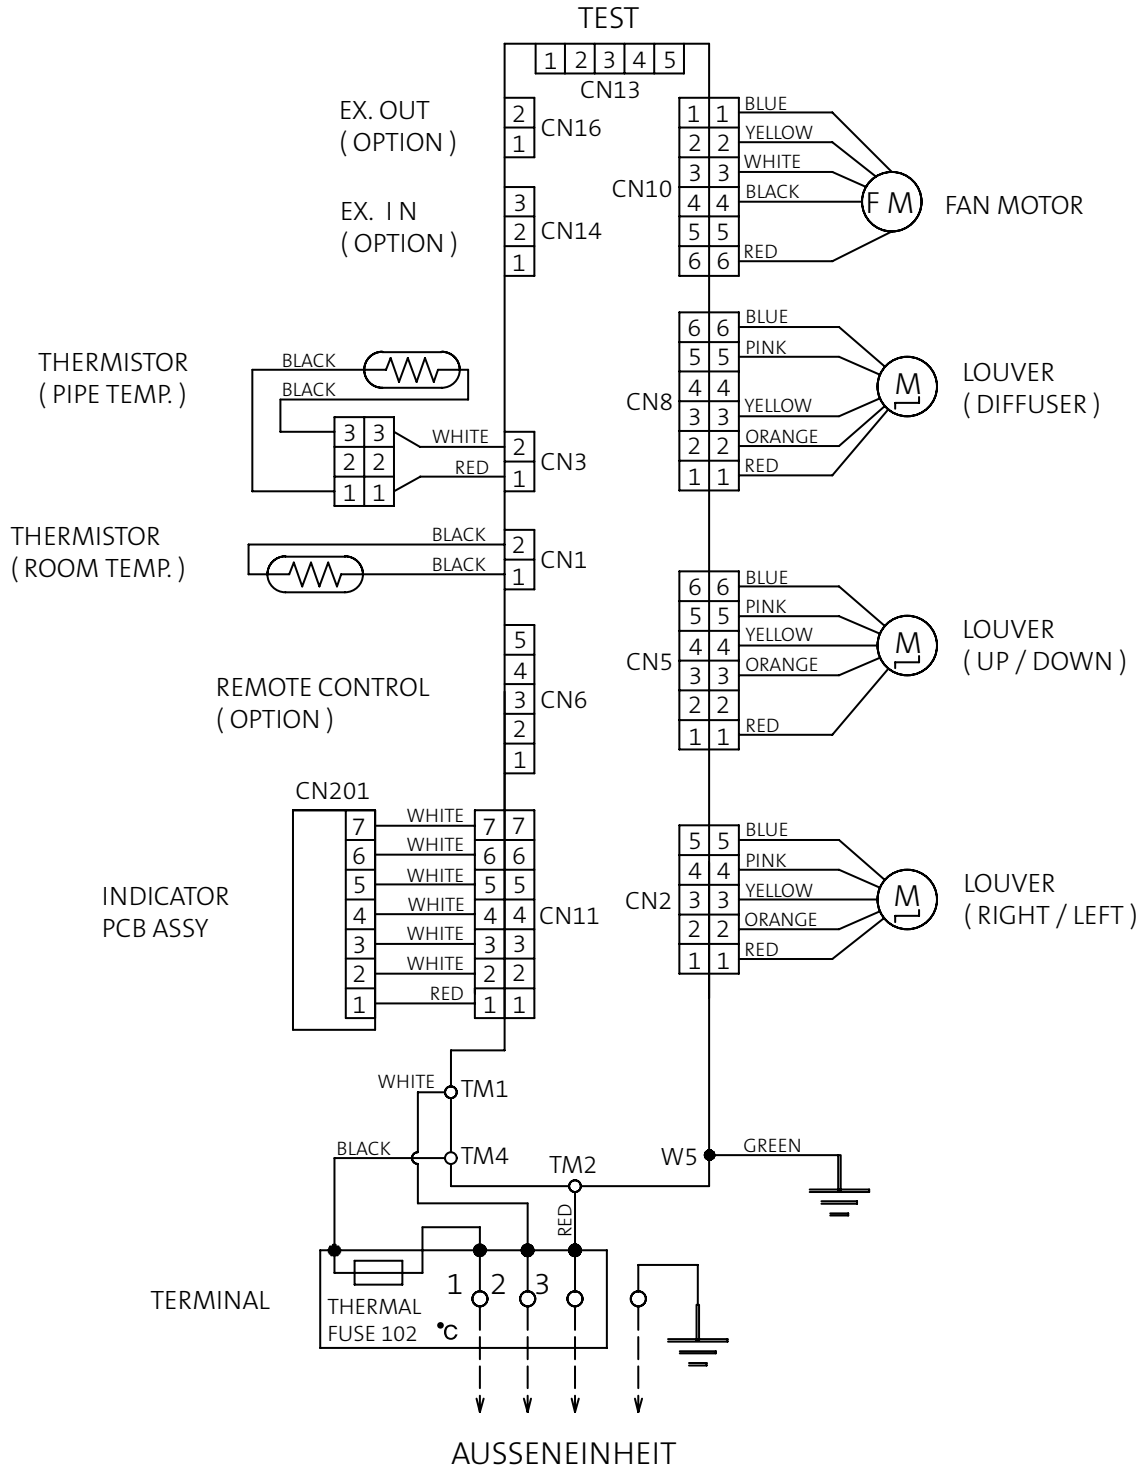 TEST
1 2 3 4 5
CN13
EX. OUT
( OPTION )
2
1
CN16
EX. I N
( OPTION )
3
2
1
CN14
THERMISTOR
( PIPE TEMP. )
BLACK
BLACK
3 3
2 2
1 1
WHITE
RED
2
1
CN3
THERMISTOR
( ROOM TEMP. )
BLACK
BLACK
2
1
CN1
REMOTE CONTROL
( OPTION )
5
4
3
2
1
CN6
CN201
INDICATOR
PCB ASSY
7 WHITE 7 7
6 WHITE 6 6
5 WHITE 5 5
4 WHITE 4 4
3 WHITE 3 3
2 WHITE 2 2
1 RED 1 1
CN11
CN10
1 1 BLUE
2 2 YELLOW
3 3 WHITE
4 4 BLACK
5 5
6 6 RED
F M
FAN MOTOR
CN8
6 6 BLUE
5 5 PINK
4 4
3 3 YELLOW
2 2 ORANGE
1 1 RED
M
LOUVER
( DIFFUSER )
CN5
6 6 BLUE
5 5 PINK
4 4 YELLOW
3 3 ORANGE
2 2
1 1 RED
M
LOUVER
( UP / DOWN )
CN2
5 5 BLUE
4 4 PINK
3 3 YELLOW
2 2 ORANGE
1 1 RED
M
LOUVER
( RIGHT / LEFT )
WHITE TM1
BLACK TM4
TM2
RED
W5 GREEN
TERMINAL
1 2 3
THERMAL
FUSE 102 °C
AUSSENEINHEIT